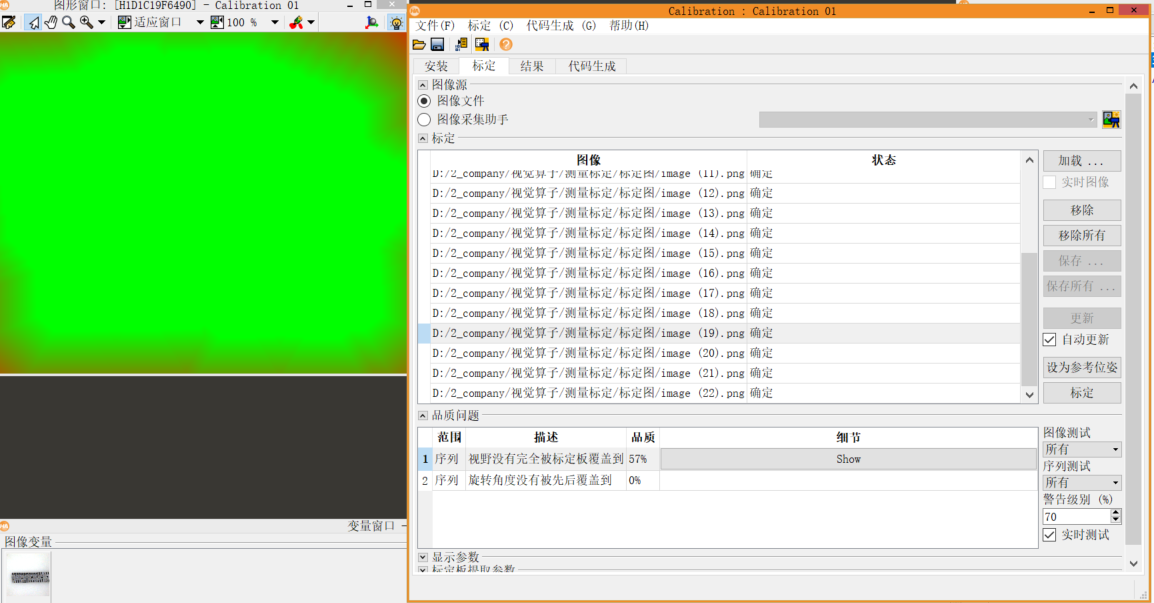 图形窗口: [H1D1C19F6490] - Calibration 01
适应窗口
100 %
变量窗口
图像变量
Calibration : Calibration 01
文件(F) 标定 (C) 代码生成 (G) 帮助(H)
安装 标定 结果 代码生成
图像源
图像文件
图像采集助手
标定
图像 状态
D:/2_company/视觉算子/测量标定/标定图/image (11).png 确定
D:/2_company/视觉算子/测量标定/标定图/image (12).png 确定
D:/2_company/视觉算子/测量标定/标定图/image (13).png 确定
D:/2_company/视觉算子/测量标定/标定图/image (14).png 确定
D:/2_company/视觉算子/测量标定/标定图/image (15).png 确定
D:/2_company/视觉算子/测量标定/标定图/image (16).png 确定
D:/2_company/视觉算子/测量标定/标定图/image (17).png 确定
D:/2_company/视觉算子/测量标定/标定图/image (18).png 确定
D:/2_company/视觉算子/测量标定/标定图/image (19).png 确定
D:/2_company/视觉算子/测量标定/标定图/image (20).png 确定
D:/2_company/视觉算子/测量标定/标定图/image (21).png 确定
D:/2_company/视觉算子/测量标定/标定图/image (22).png 确定
加载 ...
实时图像
移除
移除所有
保存 ...
保存所有 ...
更新
自动更新
设为参考位姿
标定
品质问题
范围 描述 品质 细节
1 序列 视野没有完全被标定板覆盖到 57% Show
2 序列 旋转角度没有被先后覆盖到 0%
图像测试
所有
序列测试
所有
警告级别 (%)
70
实时测试
显示参数
标定板提取参数